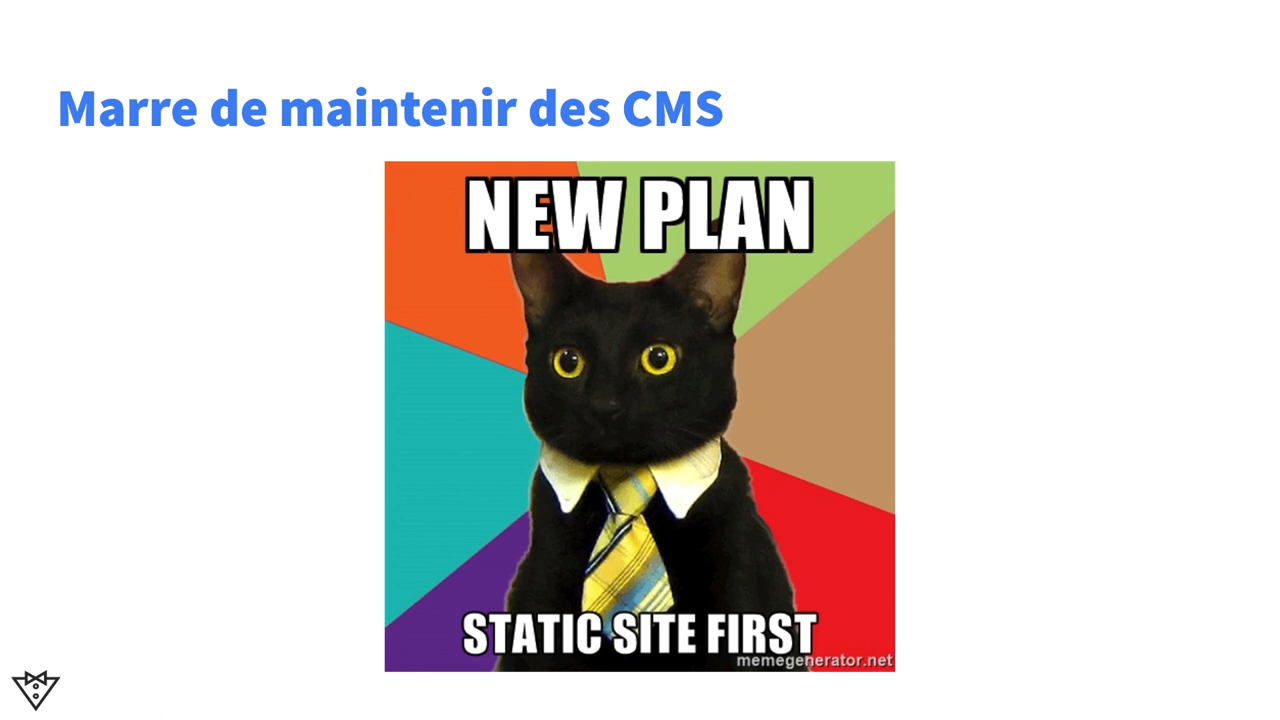 Marre de maintenir des CMS
NEW PLAN
STATIC SITE FIRST
memegenerator.net